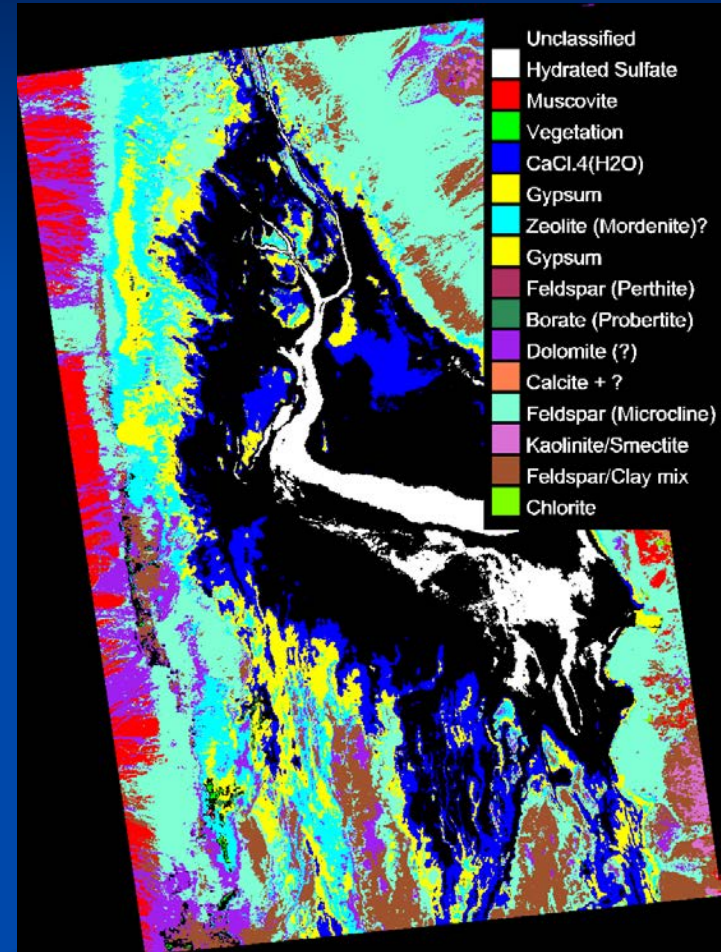 Unclassified
Hydrated Sulfate
Muscovite
Vegetation
CaCl.4(H2O)
Gypsum
Zeolite (Mordenite)?
Gypsum
Feldspar (Perthite)
Borate (Probertite)
Dolomite (?)
Calcite + ?
Feldspar (Microcline)
Kaolinite/Smectite
Feldspar/Clay mix
Chlorite